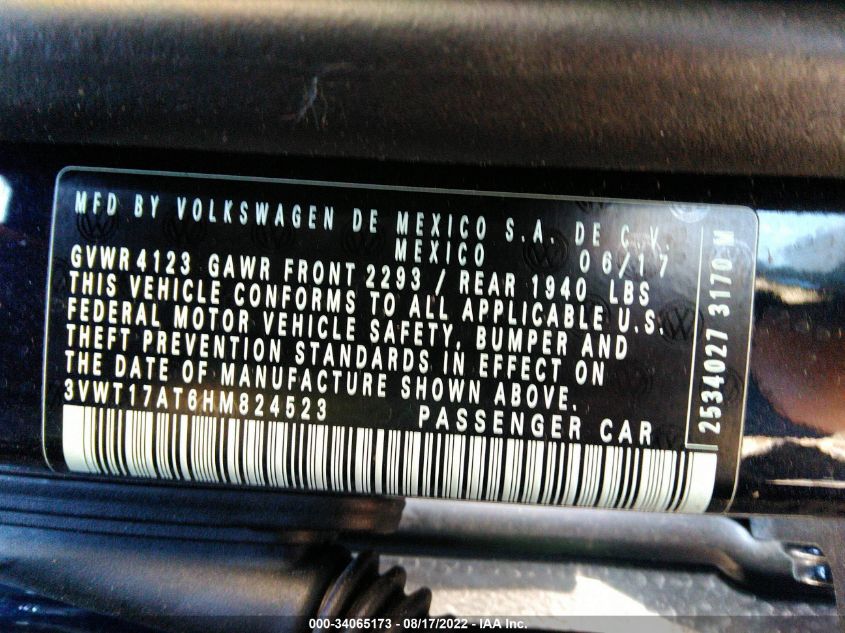 MFD BY VOLKSWAGEN DE MEXICO S.A. DE C.V.
MEXICO 06/17
GVWR 4123 GAWR FRONT 2293 / REAR 1940 LBS
THIS VEHICLE CONFORMS TO ALL APPLICABLE U.S.
FEDERAL MOTOR VEHICLE SAFETY, BUMPER AND
THEFT PREVENTION STANDARDS IN EFFECT ON
THE DATE OF MANUFACTURE SHOWN ABOVE.
3VWT17AT6HM824523 PASSENGER CAR
2534027 3170 M
000-34065173 - 08/17/2022 - IAA Inc.